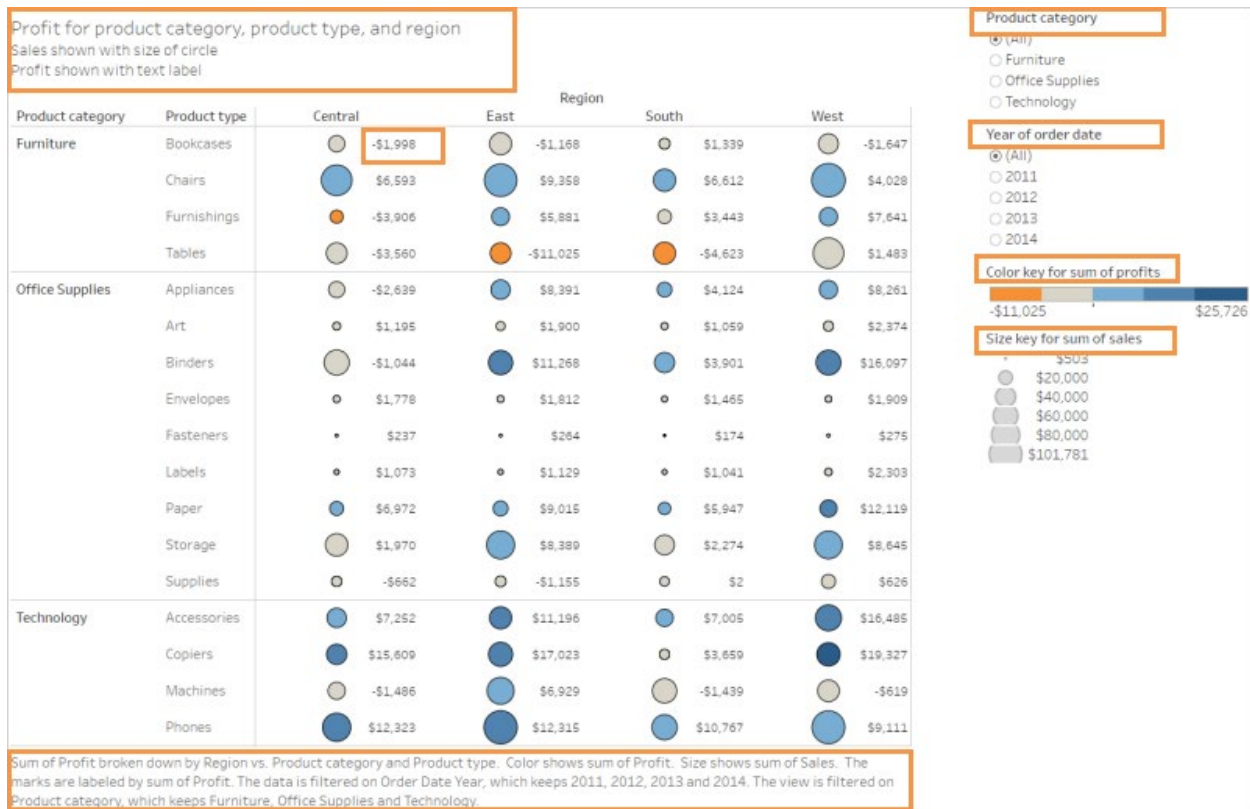 Profit for product category, product type, and region
Sales shown with size of circle
Profit shown with text label
Region
Product category Product type Central East South West
Furniture Bookcases -$1,998 -$1,168 $1,339 -$1,647
Chairs $6,593 $9,358 $6,612 $4,028
Furnishings -$3,906 $5,881 $3,443 $7,641
Tables -$3,560 -$11,025 -$4,623 $1,483
Office Supplies Appliances -$2,639 $8,391 $4,124 $8,261
Art $1,195 $1,900 $1,059 $2,374
Binders -$1,044 $11,268 $3,901 $16,097
Envelopes $1,778 $1,812 $1,465 $1,909
Fasteners $237 $264 $174 $275
Labels $1,073 $1,129 $1,041 $2,303
Paper $6,972 $9,015 $5,947 $12,119
Storage $1,970 $8,389 $2,274 $8,645
Supplies -$662 -$1,155 $2 $626
Technology Accessories $7,252 $11,196 $7,005 $16,485
Copiers $15,609 $17,023 $3,659 $19,327
Machines -$1,486 $6,929 -$1,439 -$619
Phones $12,323 $12,315 $10,767 $9,111
Sum of Profit broken down by Region vs. Product category and Product type. Color shows sum of Profit. Size shows sum of Sales. The
marks are labeled by sum of Profit. The data is filtered on Order Date Year, which keeps 2011, 2012, 2013 and 2014. The view is filtered on
Product category, which keeps Furniture, Office Supplies and Technology.
Product category
(All)
Furniture
Office Supplies
Technology
Year of order date
(All)
2011
2012
2013
2014
Color key for sum of profits
-$11,025 $25,726
Size key for sum of sales
$503
$20,000
$40,000
$60,000
$80,000
$101,781